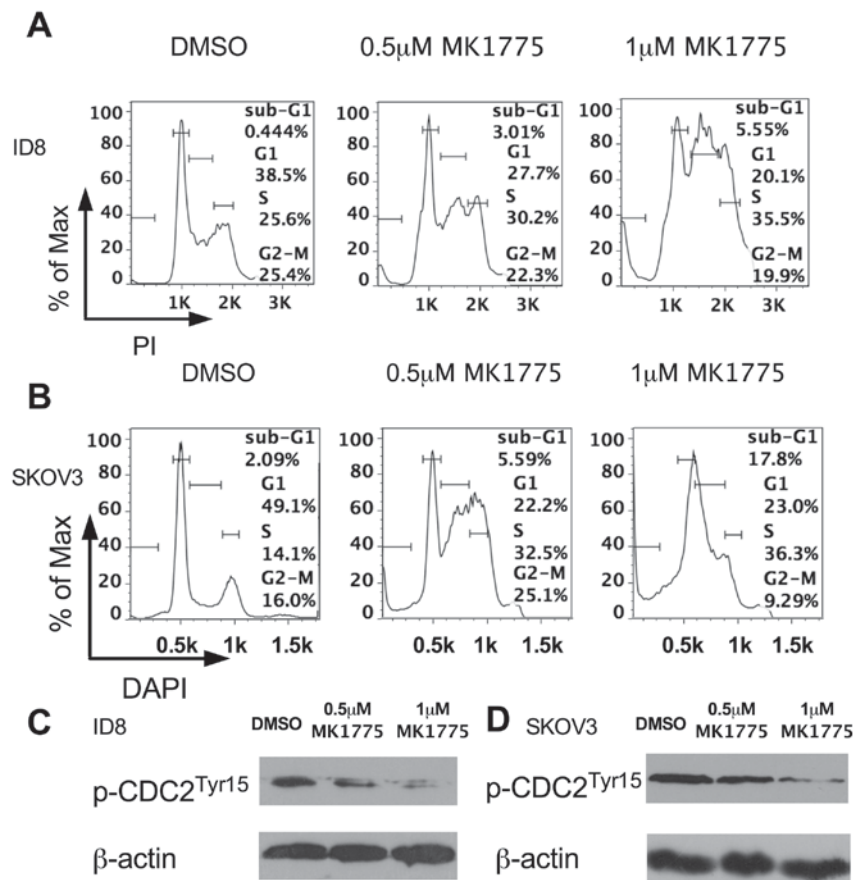 A
DMSO 0.5μM MK1775 1μM MK1775
ID8
% of Max
100
80
60
40
20
0
sub-G1
0.444%
G1
38.5%
S
25.6%
G2-M
25.4%
1K 2K 3K
100
80
60
40
20
0
sub-G1
3.01%
G1
27.7%
S
30.2%
G2-M
22.3%
1K 2K 3K
100
80
60
40
20
0
sub-G1
5.55%
G1
20.1%
S
35.5%
G2-M
19.9%
1K 2K 3K
PI
B
DMSO 0.5μM MK1775 1μM MK1775
SKOV3
% of Max
100
80
60
40
20
0
sub-G1
2.09%
G1
49.1%
S
14.1%
G2-M
16.0%
0.5k 1k 1.5k
100
80
60
40
20
0
sub-G1
5.59%
G1
22.2%
S
32.5%
G2-M
25.1%
0.5k 1k 1.5k
100
80
60
40
20
0
sub-G1
17.8%
G1
23.0%
S
36.3%
G2-M
9.29%
0.5k 1k 1.5k
DAPI
C
ID8
DMSO 0.5μM MK1775 1μM MK1775
p-CDC2Tyr15
β-actin
D
SKOV3
DMSO 0.5μM MK1775 1μM MK1775
p-CDC2Tyr15
β-actin